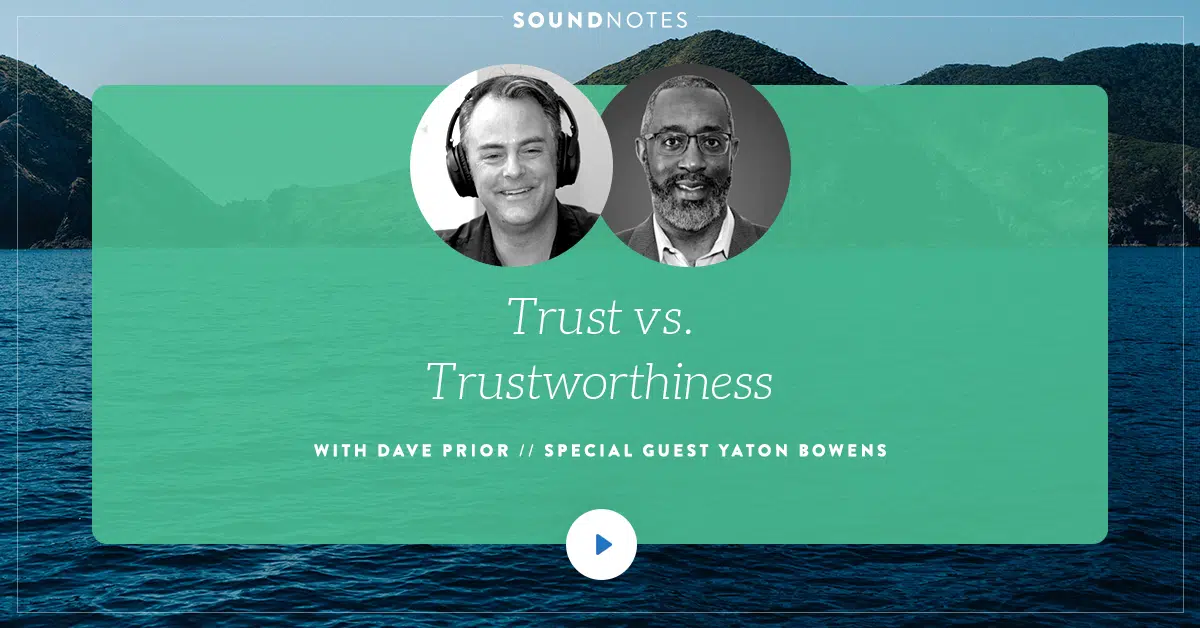 SOUNDNOTES
Trust vs.
Trustworthiness
WITH DAVE PRIOR // SPECIAL GUEST YATON BOWENS